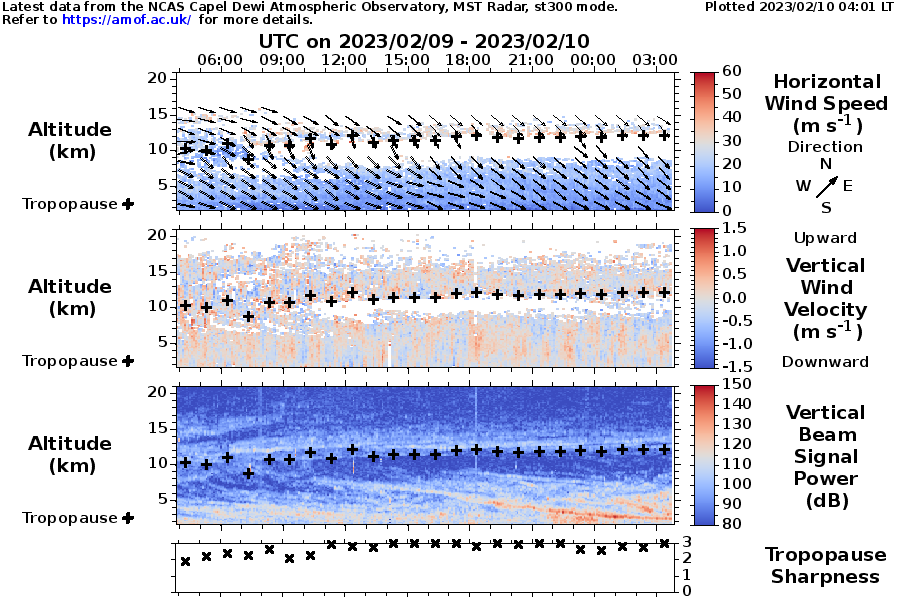 Latest data from the NCAS Capel Dewi Atmospheric Observatory, MST Radar, st300 mode.
Plotted 2023/02/10 04:01 LT
Refer to https://amof.ac.uk/ for more details.
UTC on 2023/02/09 - 2023/02/10
06:00 09:00 12:00 15:00 18:00 21:00 00:00 03:00
20
15
10
5
Altitude
(km)
Tropopause
60
50
40
30
20
10
0
Horizontal
Wind Speed
(m s-1)
Direction
N
W E
S
20
15
10
5
Altitude
(km)
Tropopause
1.5
1.0
0.5
0.0
-0.5
-1.0
-1.5
Upward
Vertical
Wind
Velocity
(m s-1)
Downward
20
15
10
5
Altitude
(km)
Tropopause
150
140
130
120
110
100
90
80
Vertical
Beam
Signal
Power
(dB)
3
2
1
0
Tropopause
Sharpness